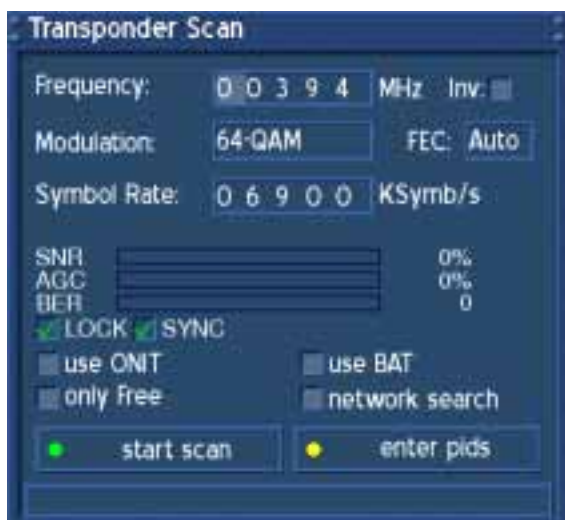 Transponder Scan
Frequency: 0 0 3 9 4 MHz Inv:
Modulation: 64-QAM FEC: Auto
Symbol Rate: 0 6 9 0 0 KSymb/s
SNR 0%
AGC 0%
BER 0
LOCK SYNC
use ONIT use BAT
only Free network search
start scan enter pids